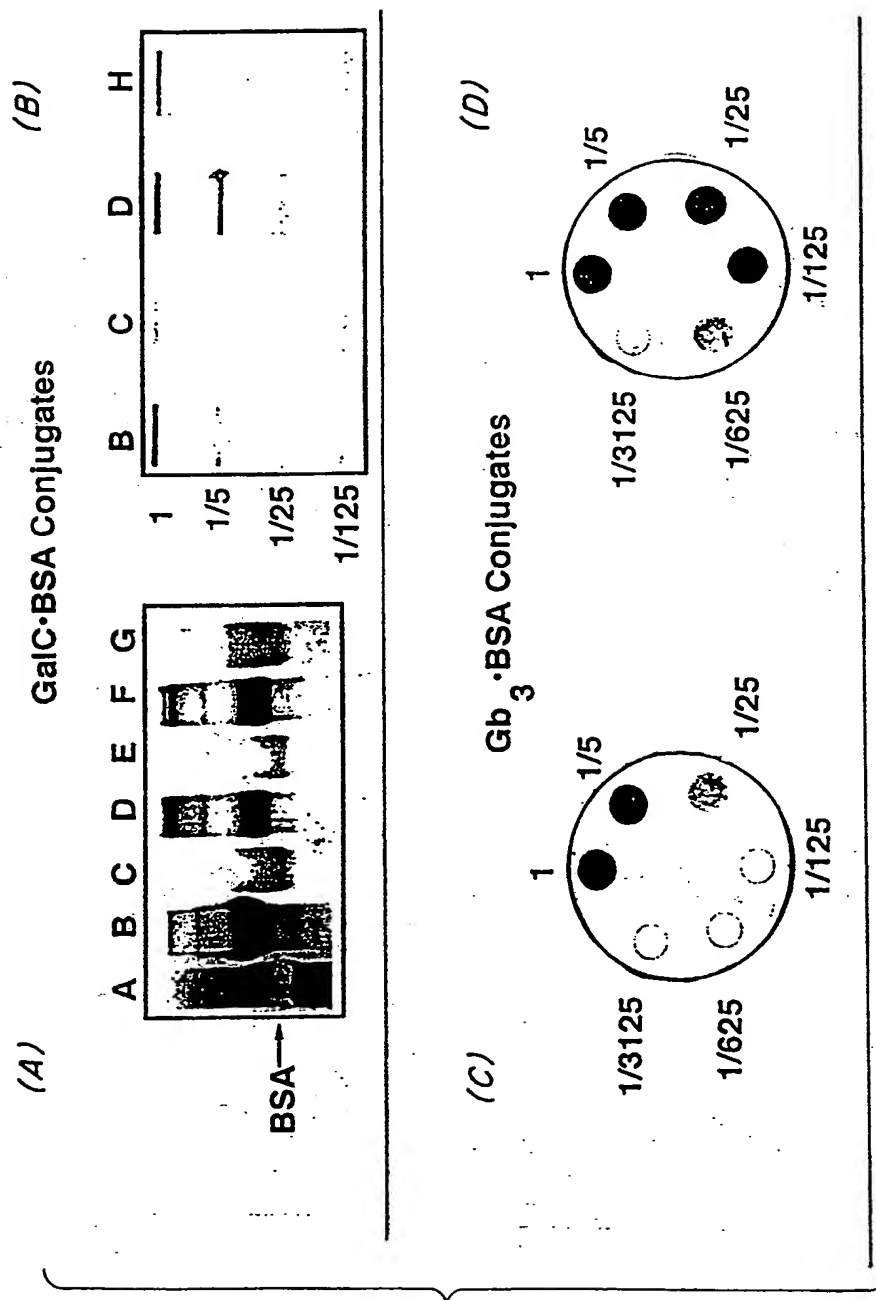 GalC•BSA Conjugates
(A)
A B C D E F G
BSA
(B)
B C D H
1
1/5
1/25
1/125
Gb3•BSA Conjugates
(C)
1
1/5
1/25
1/125
1/625
1/3125
(D)
1
1/5
1/25
1/125
1/625
1/3125